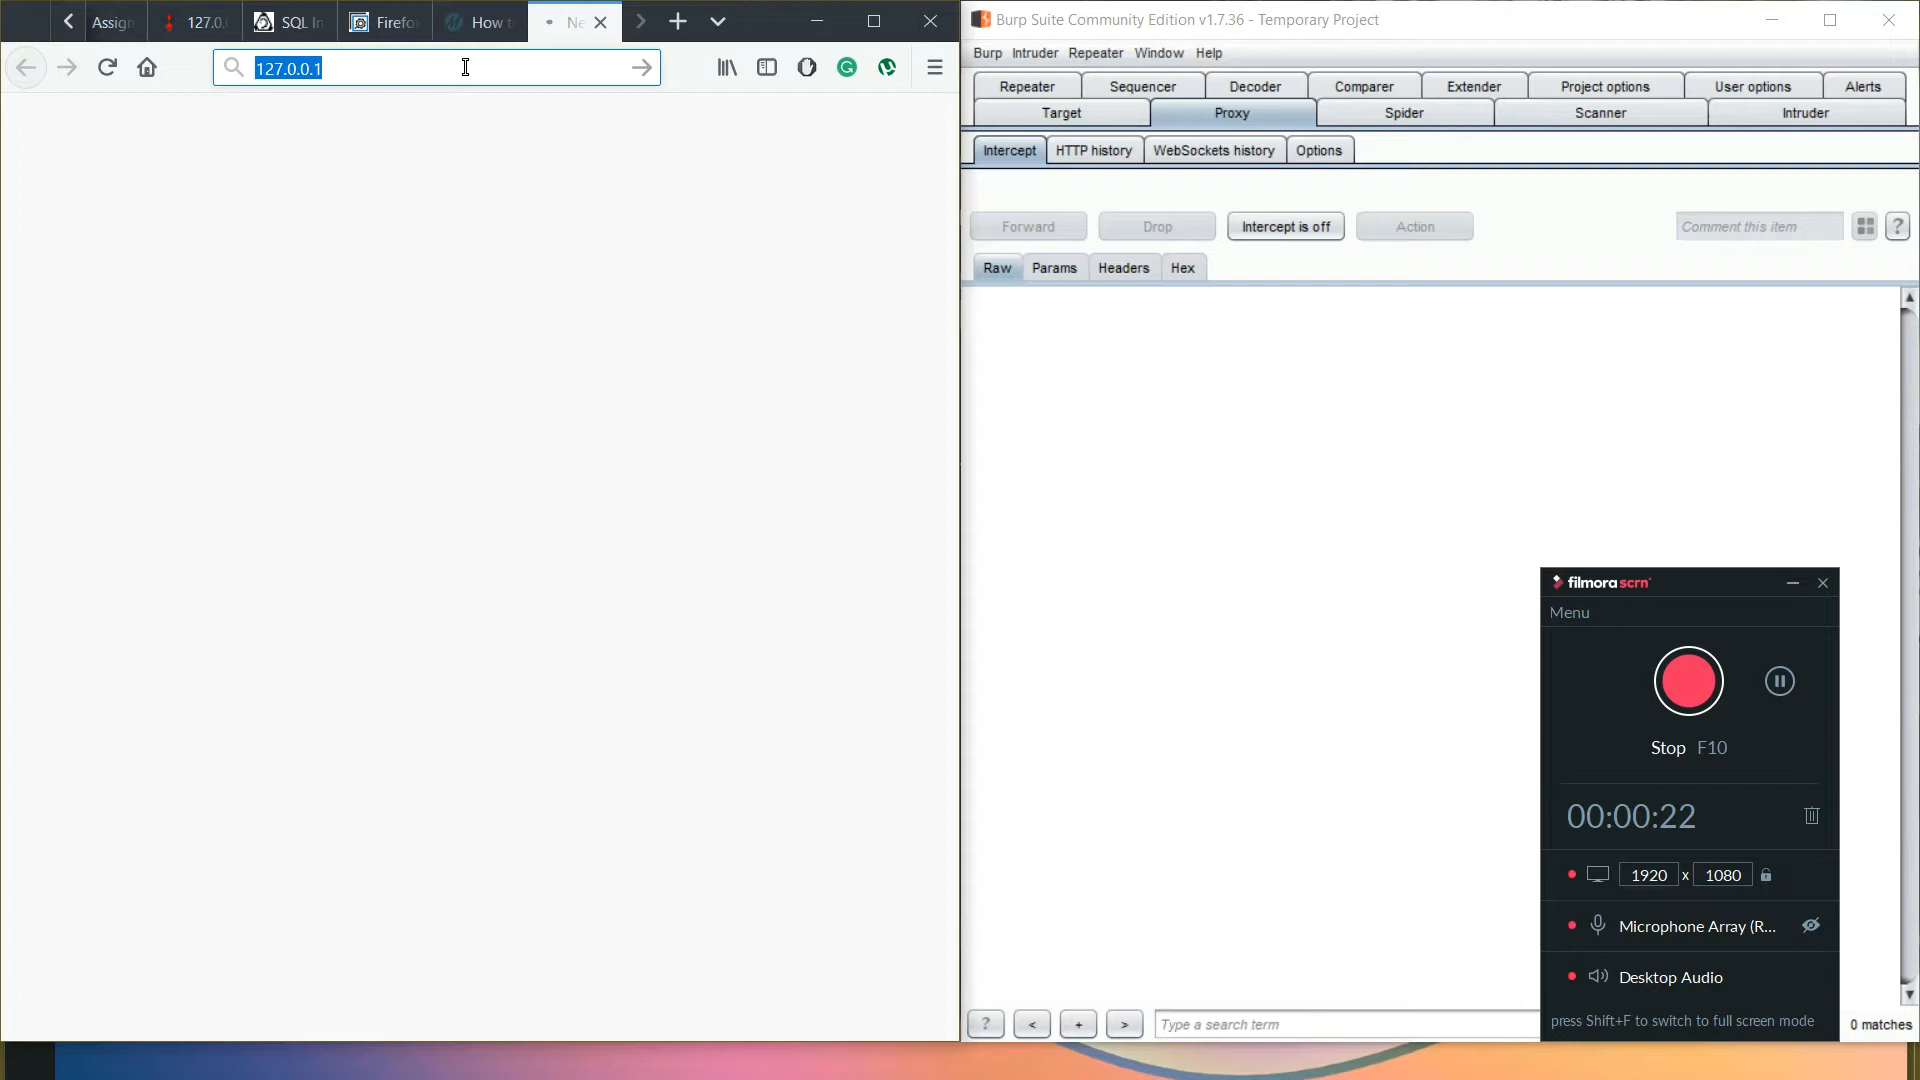 Assign
127.0.
SQL In
Firefo
How t
Ne
127.0.0.1
Burp Suite Community Edition v1.7.36 - Temporary Project
Burp Intruder Repeater Window Help
Repeater Sequencer Decoder Comparer Extender Project options User options Alerts
Target Proxy Spider Scanner Intruder
Intercept HTTP history WebSockets history Options
Forward Drop Intercept is off Action Comment this item ?
Raw Params Headers Hex
filmora scrn
Menu
Stop F10
00:00:22
1920 x 1080
Microphone Array (R...
Desktop Audio
press Shift+F to switch to full screen mode
? < + > Type a search term 0 matches